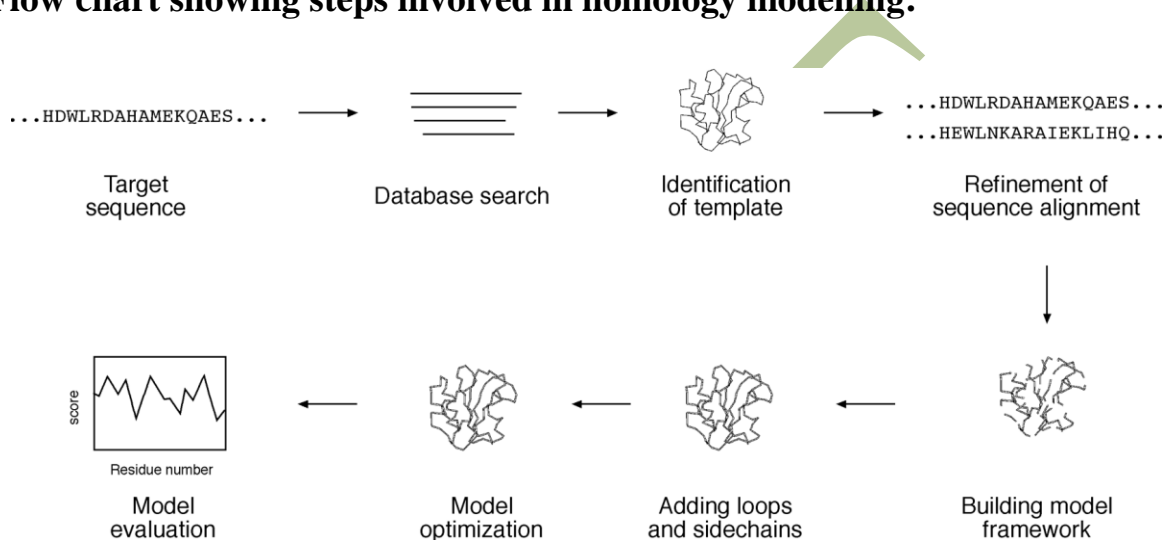 Flow chart showing steps involved in homology modelling:
...HDWLRDAHAMEKQAES...
Target
sequence
Database search
Identification
of template
...HDWLRDAHAMEKQAES...
...HEWLNKARAIEKLIHQ...
Refinement of
sequence alignment
score
Residue number
Model
evaluation
Model
optimization
Adding loops
and sidechains
Building model
framework